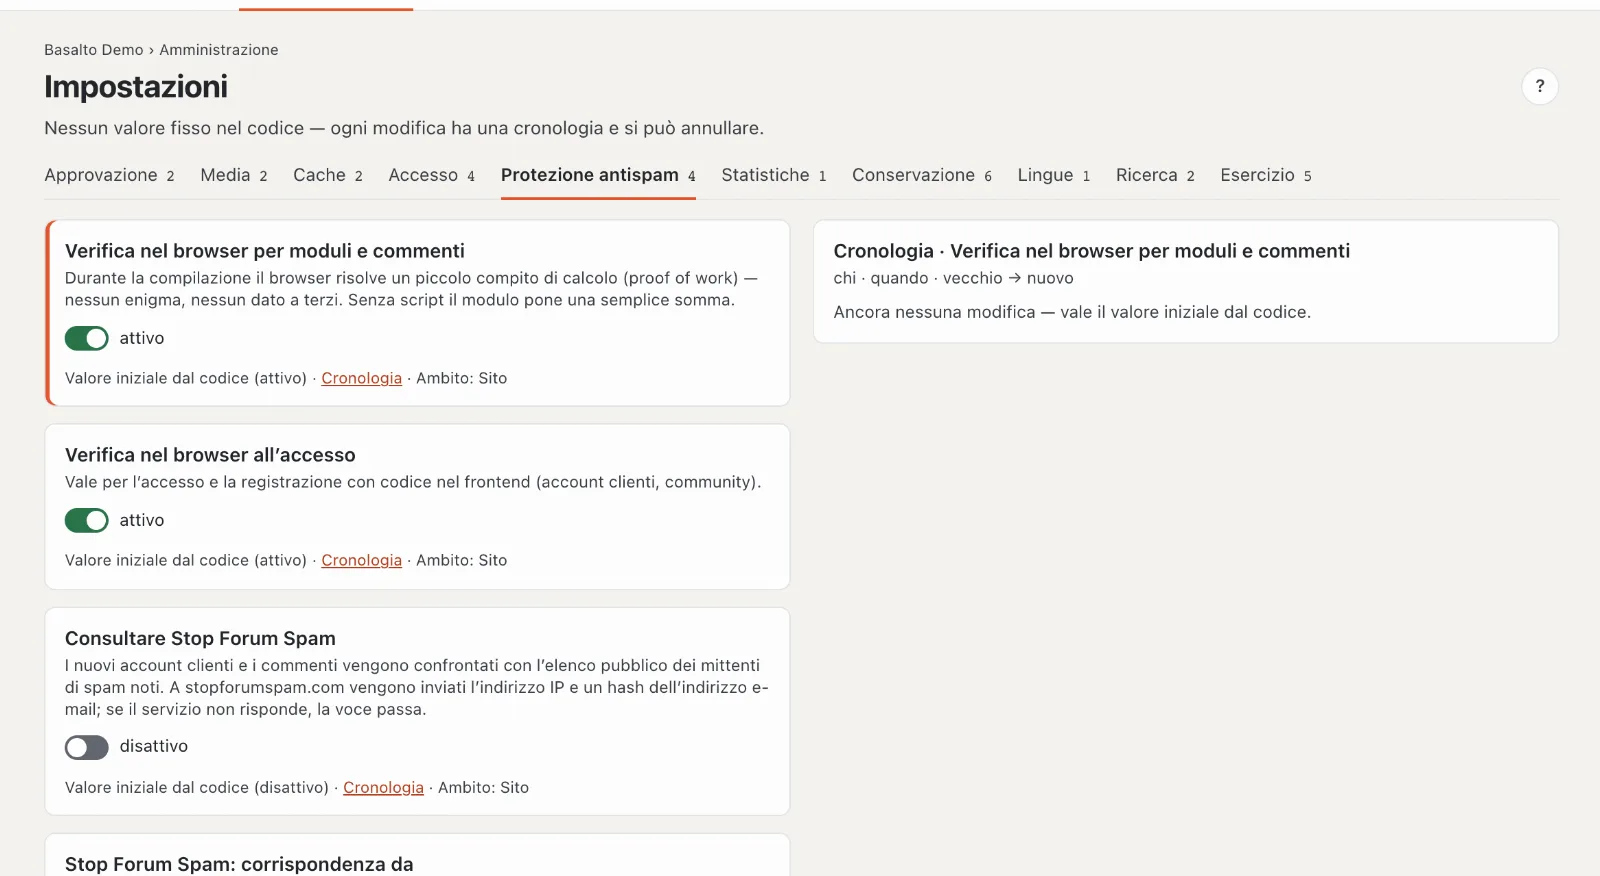 Basalto Demo › Amministrazione
Impostazioni
?
Nessun valore fisso nel codice — ogni modifica ha una cronologia e si può annullare.
Approvazione 2 Media 2 Cache 2 Accesso 4 Protezione antispam 4 Statistiche 1 Conservazione 6 Lingue 1 Ricerca 2 Esercizio 5
Verifica nel browser per moduli e commenti
Durante la compilazione il browser risolve un piccolo compito di calcolo (proof of work) —
nessun enigma, nessun dato a terzi. Senza script il modulo pone una semplice somma.
attivo
Valore iniziale dal codice (attivo) · Cronologia · Ambito: Sito
Verifica nel browser all’accesso
Vale per l’accesso e la registrazione con codice nel frontend (account clienti, community).
attivo
Valore iniziale dal codice (attivo) · Cronologia · Ambito: Sito
Consultare Stop Forum Spam
I nuovi account clienti e i commenti vengono confrontati con l’elenco pubblico dei mittenti
di spam noti. A stopforumspam.com vengono inviati l’indirizzo IP e un hash dell’indirizzo e-
mail; se il servizio non risponde, la voce passa.
disattivo
Valore iniziale dal codice (disattivo) · Cronologia · Ambito: Sito
Stop Forum Spam: corrispondenza da
Cronologia · Verifica nel browser per moduli e commenti
chi · quando · vecchio → nuovo
Ancora nessuna modifica — vale il valore iniziale dal codice.